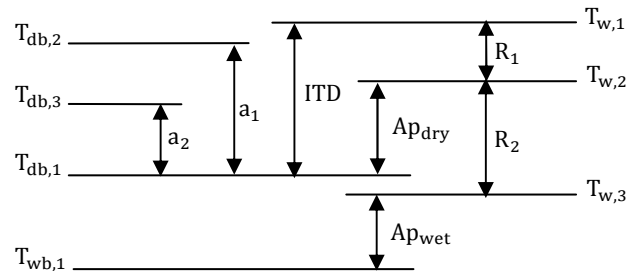 T_w,1
T_db,2
R_1
T_w,2
ITD
T_db,3
a_1
Ap_dry
a_2
R_2
T_db,1
T_w,3
Ap_wet
T_wb,1